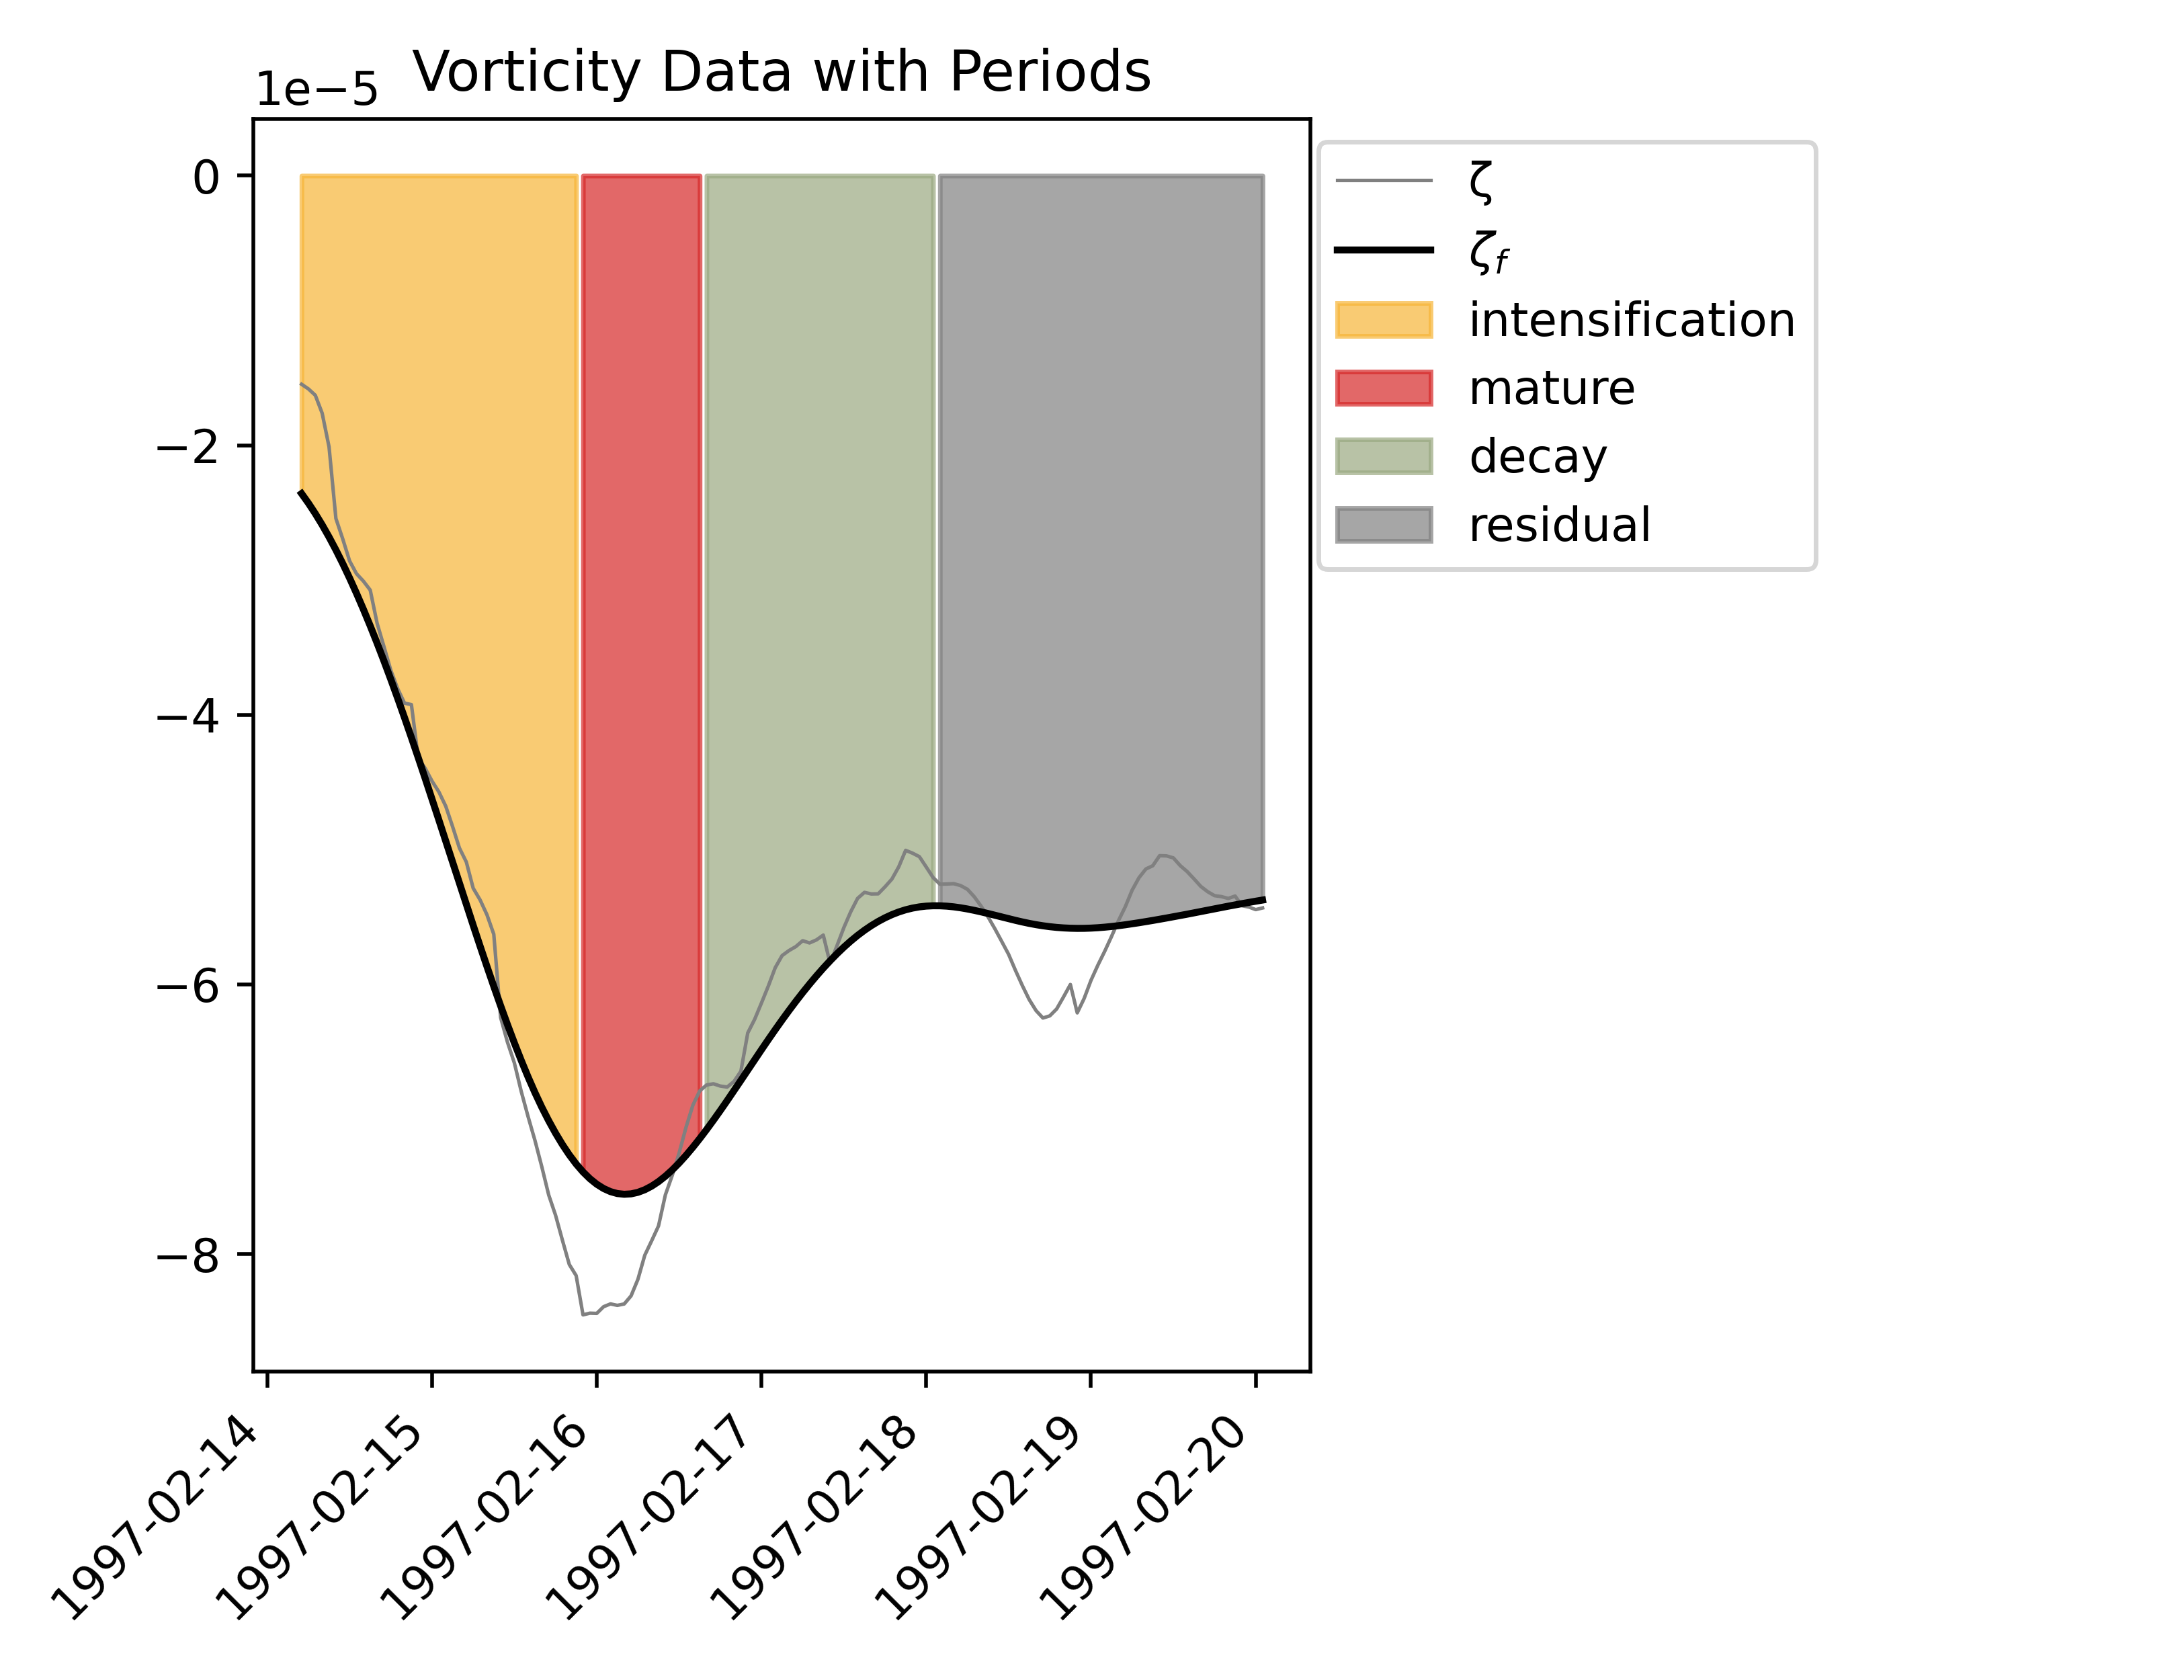 Vorticity Data with Periods
1e−5
0
−2
−4
−6
−8
1997-02-14
1997-02-15
1997-02-16
1997-02-17
1997-02-18
1997-02-19
1997-02-20
ζ
ζf
intensification
mature
decay
residual